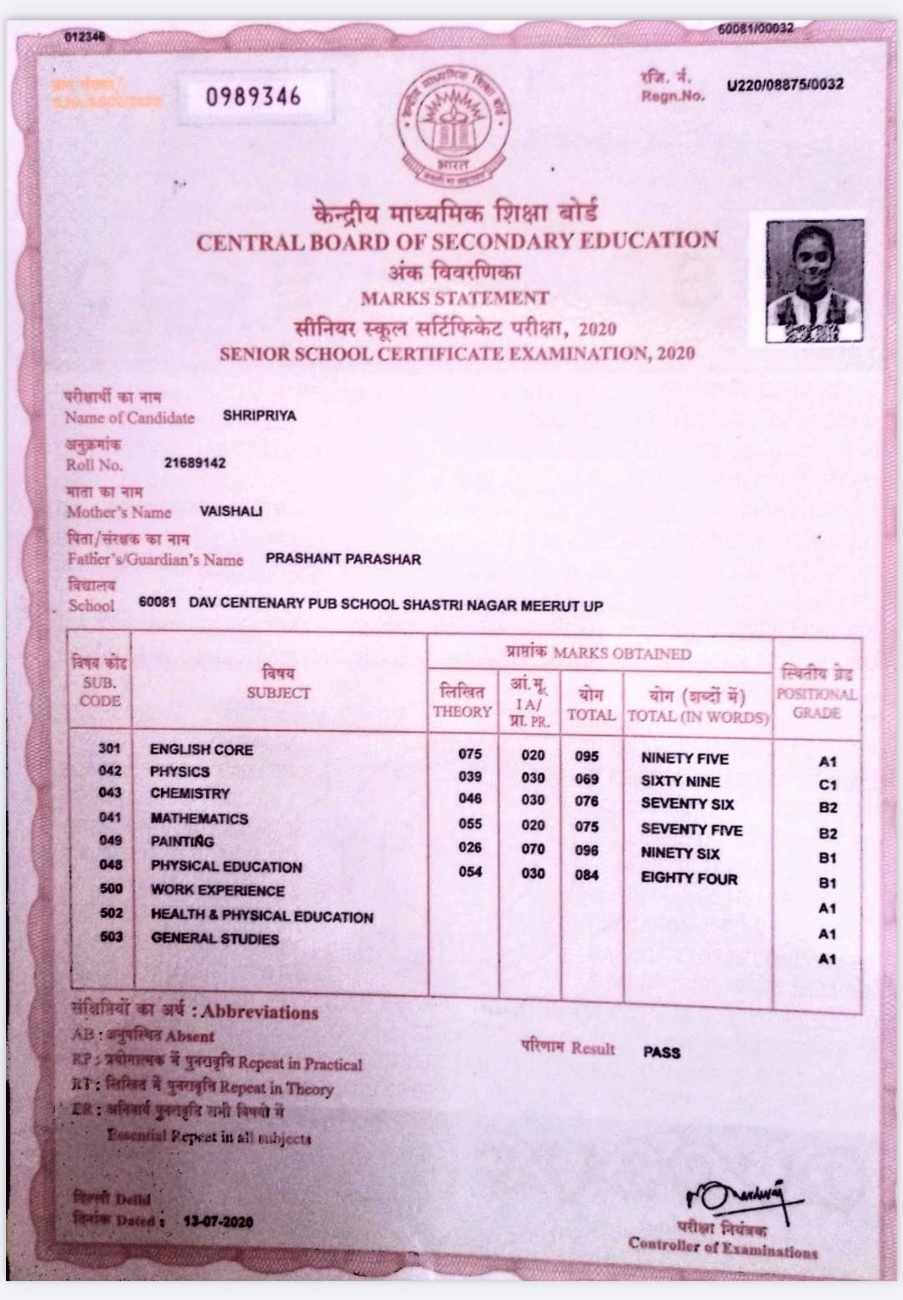 012346
60081/00032
0989346
रजि. नं.
Regn.No. U220/08875/0032
केन्द्रीय माध्यमिक शिक्षा बोर्ड
भारत
केन्द्रीय माध्यमिक शिक्षा बोर्ड
CENTRAL BOARD OF SECONDARY EDUCATION
अंक विवरणिका
MARKS STATEMENT
सीनियर स्कूल सर्टिफिकेट परीक्षा, 2020
SENIOR SCHOOL CERTIFICATE EXAMINATION, 2020
परीक्षार्थी का नाम
Name of Candidate SHRIPRIYA
अनुक्रमांक
Roll No. 21689142
माता का नाम
Mother's Name VAISHALI
पिता/संरक्षक का नाम
Father's/Guardian's Name PRASHANT PARASHAR
विद्यालय
School 60081 DAV CENTENARY PUB SCHOOL SHASTRI NAGAR MEERUT UP
विषय कोड SUB. CODE
विषय SUBJECT
प्राप्तांक MARKS OBTAINED
लिखित THEORY
आं.मू. I A/ प्रा. PR.
योग TOTAL
योग (शब्दों में) TOTAL (IN WORDS)
स्थितीय ग्रेड POSITIONAL GRADE
301 ENGLISH CORE 075 020 095 NINETY FIVE A1
042 PHYSICS 039 030 069 SIXTY NINE C1
043 CHEMISTRY 046 030 076 SEVENTY SIX B2
041 MATHEMATICS 055 020 075 SEVENTY FIVE B2
049 PAINTING 026 070 096 NINETY SIX B1
048 PHYSICAL EDUCATION 054 030 084 EIGHTY FOUR B1
500 WORK EXPERIENCE A1
502 HEALTH & PHYSICAL EDUCATION A1
503 GENERAL STUDIES A1
संक्षिप्तियों का अर्थ : Abbreviations
AB : अनुपस्थित Absent
RP : प्रयोगात्मक में पुनरावृत्ति Repeat in Practical
RT : लिखित में पुनरावृत्ति Repeat in Theory
ER : अनिवार्य पुनरावृत्ति सभी विषयों में
Essential Repeat in all subjects
परिणाम Result PASS
दिल्ली Delhi
दिनांक Dated : 13-07-2020
परीक्षा नियंत्रक
Controller of Examinations